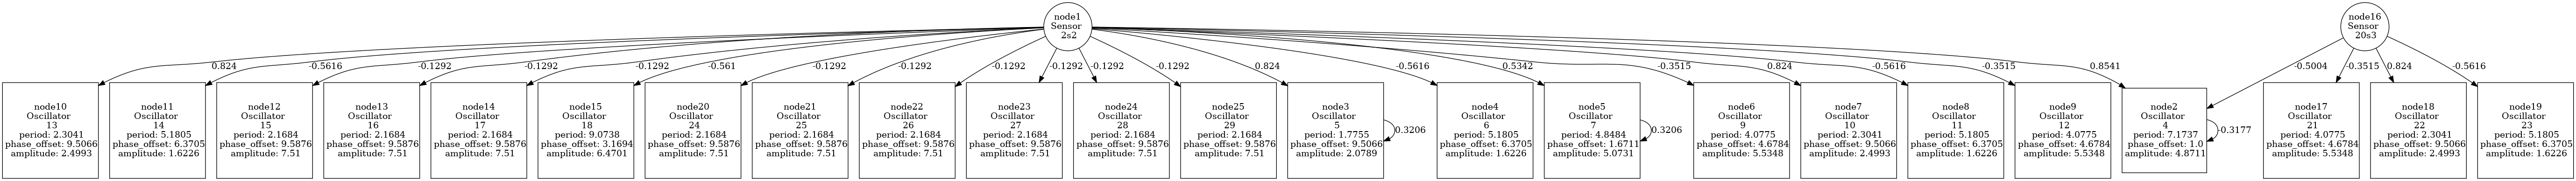 node1
Sensor
2s2
node16
Sensor
20s3
0.824
-0.5616
-0.1292
-0.1292
-0.1292
-0.561
-0.1292
-0.1292
-0.1292
-0.1292
-0.1292
-0.1292
0.824
-0.5616
0.5342
-0.3515
0.824
-0.5616
-0.3515
0.8541
-0.5004
-0.3515
0.824
-0.5616
node10
Oscillator
13
period: 2.3041
phase_offset: 9.5066
amplitude: 2.4993
node11
Oscillator
14
period: 5.1805
phase_offset: 6.3705
amplitude: 1.6226
node12
Oscillator
15
period: 2.1684
phase_offset: 9.5876
amplitude: 7.51
node13
Oscillator
16
period: 2.1684
phase_offset: 9.5876
amplitude: 7.51
node14
Oscillator
17
period: 2.1684
phase_offset: 9.5876
amplitude: 7.51
node15
Oscillator
18
period: 9.0738
phase_offset: 3.1694
amplitude: 6.4701
node20
Oscillator
24
period: 2.1684
phase_offset: 9.5876
amplitude: 7.51
node21
Oscillator
25
period: 2.1684
phase_offset: 9.5876
amplitude: 7.51
node22
Oscillator
26
period: 2.1684
phase_offset: 9.5876
amplitude: 7.51
node23
Oscillator
27
period: 2.1684
phase_offset: 9.5876
amplitude: 7.51
node24
Oscillator
28
period: 2.1684
phase_offset: 9.5876
amplitude: 7.51
node25
Oscillator
29
period: 2.1684
phase_offset: 9.5876
amplitude: 7.51
node3
Oscillator
5
period: 1.7755
phase_offset: 9.5066
amplitude: 2.0789
0.3206
node4
Oscillator
6
period: 5.1805
phase_offset: 6.3705
amplitude: 1.6226
node5
Oscillator
7
period: 4.8484
phase_offset: 1.6711
amplitude: 5.0731
0.3206
node6
Oscillator
9
period: 4.0775
phase_offset: 4.6784
amplitude: 5.5348
node7
Oscillator
10
period: 2.3041
phase_offset: 9.5066
amplitude: 2.4993
node8
Oscillator
11
period: 5.1805
phase_offset: 6.3705
amplitude: 1.6226
node9
Oscillator
12
period: 4.0775
phase_offset: 4.6784
amplitude: 5.5348
node2
Oscillator
4
period: 7.1737
phase_offset: 1.0
amplitude: 4.8711
-0.3177
node17
Oscillator
21
period: 4.0775
phase_offset: 4.6784
amplitude: 5.5348
node18
Oscillator
22
period: 2.3041
phase_offset: 9.5066
amplitude: 2.4993
node19
Oscillator
23
period: 5.1805
phase_offset: 6.3705
amplitude: 1.6226